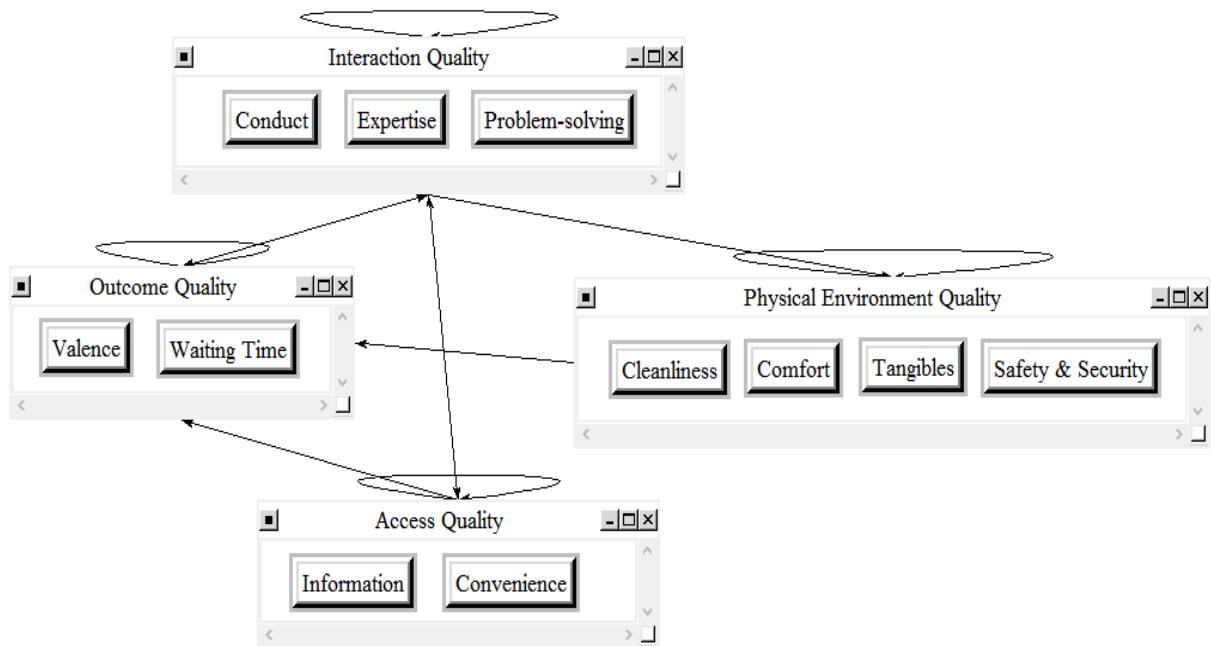 Interaction Quality
Conduct Expertise Problem-solving
Outcome Quality
Valence Waiting Time
Physical Environment Quality
Cleanliness Comfort Tangibles Safety & Security
Access Quality
Information Convenience